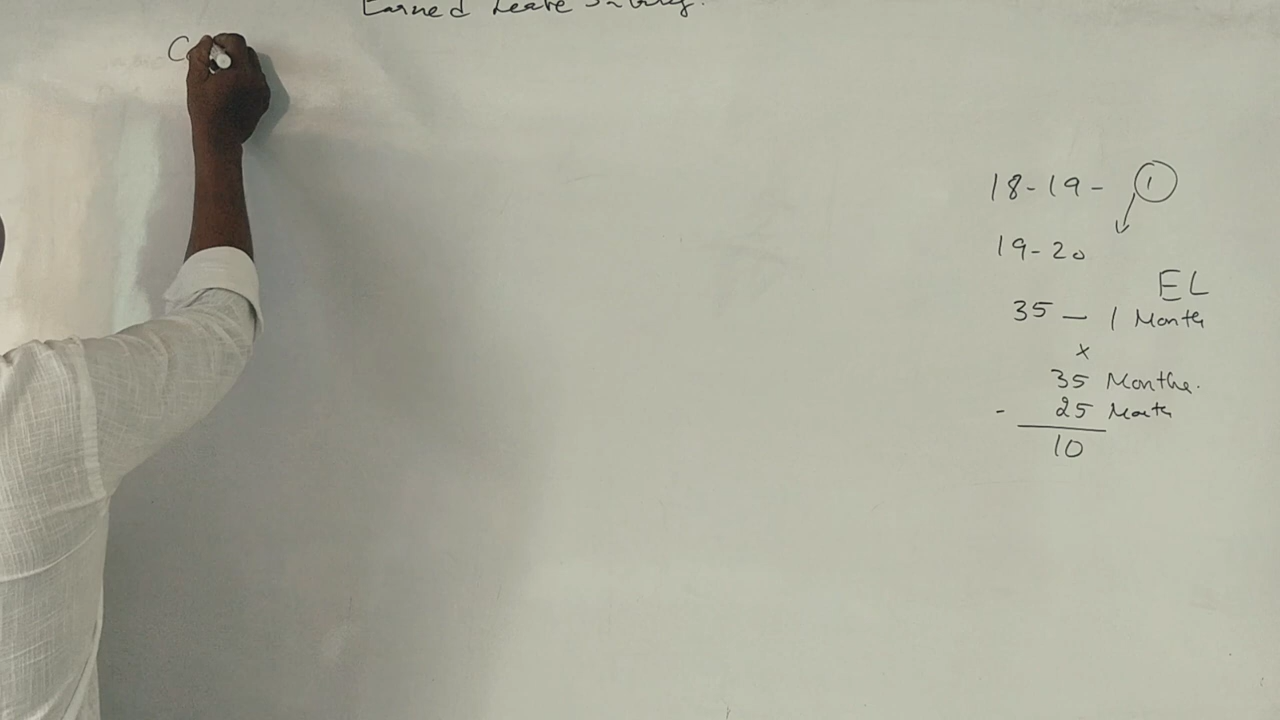 Earned Leave Salary.
C
18-19- 1
19-20
EL
35 — 1 Month
x
35 Months.
- 25 Month
10